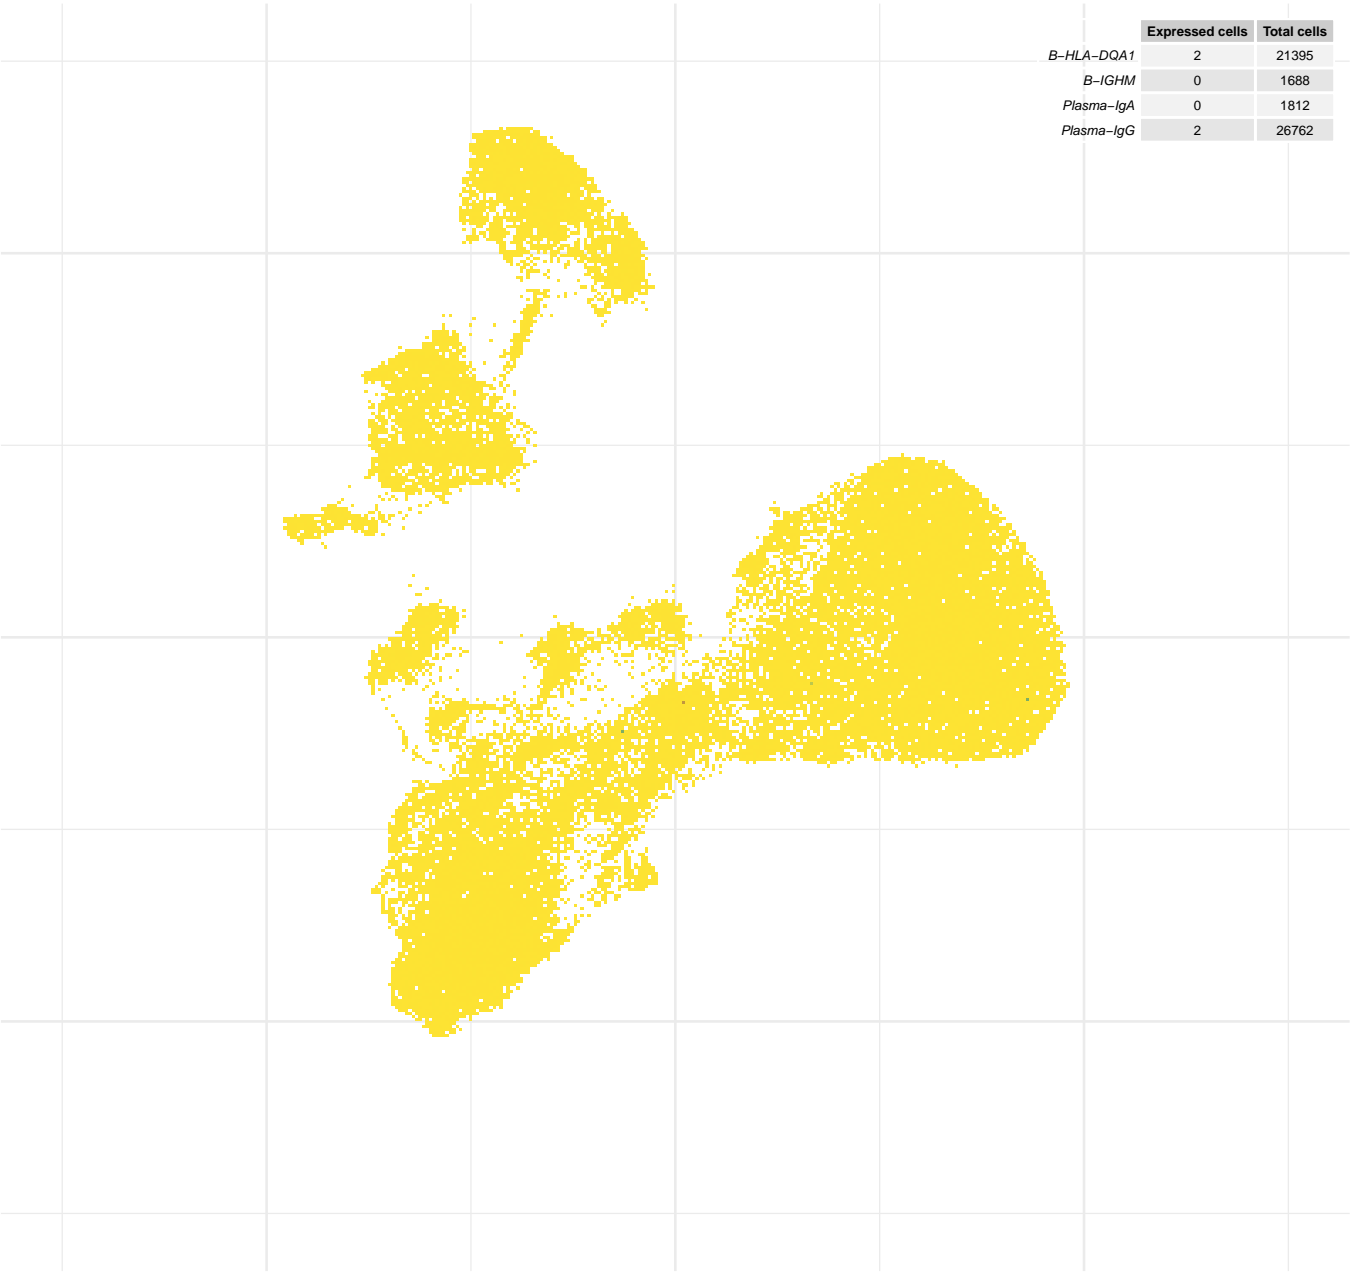 Expressed cells Total cells
B−HLA−DQA1 2 21395
B−IGHM 0 1688
Plasma−IgA 0 1812
Plasma−IgG 2 26762